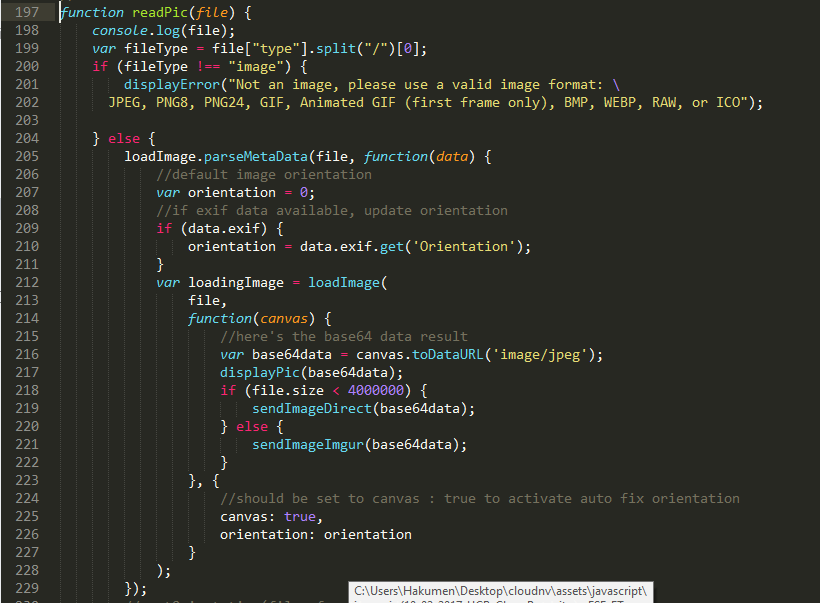 197 function readPic(file) {
198 console.log(file);
199 var fileType = file["type"].split("/")[0];
200 if (fileType !== "image") {
201 displayError("Not an image, please use a valid image format: \
202 JPEG, PNG8, PNG24, GIF, Animated GIF (first frame only), BMP, WEBP, RAW, or ICO");
203
204 } else {
205 loadImage.parseMetaData(file, function(data) {
206 //default image orientation
207 var orientation = 0;
208 //if exif data available, update orientation
209 if (data.exif) {
210 orientation = data.exif.get('Orientation');
211 }
212 var loadingImage = loadImage(
213 file,
214 function(canvas) {
215 //here's the base64 data result
216 var base64data = canvas.toDataURL('image/jpeg');
217 displayPic(base64data);
218 if (file.size < 4000000) {
219 sendImageDirect(base64data);
220 } else {
221 sendImageImgur(base64data);
222 }
223 }, {
224 //should be set to canvas : true to activate auto fix orientation
225 canvas: true,
226 orientation: orientation
227 }
228 );
229 });
C:\Users\Hakumen\Desktop\cloudnv\assets\javascript\